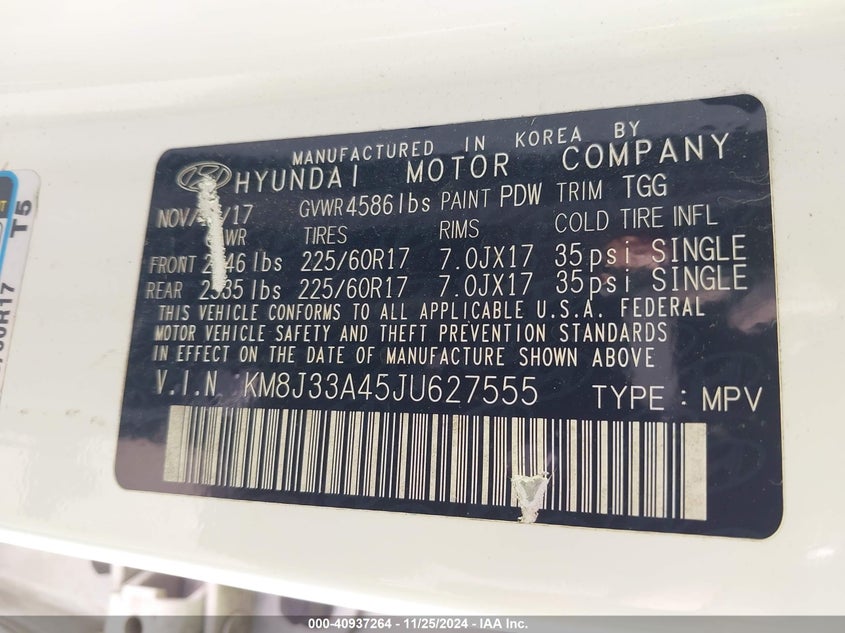 MANUFACTURED IN KOREA BY
HYUNDAI MOTOR COMPANY
GVWR 4586 lbs PAINT PDW TRIM TGG
TIRES RIMS COLD TIRE INFL
FRONT 225/60R17 7.0JX17 35psi SINGLE
REAR 225/60R17 7.0JX17 35psi SINGLE
THIS VEHICLE CONFORMS TO ALL APPLICABLE U.S.A. FEDERAL
MOTOR VEHICLE SAFETY AND THEFT PREVENTION STANDARDS
IN EFFECT ON THE DATE OF MANUFACTURE SHOWN ABOVE
V.I.N KM8J33A45JU627555 TYPE : MPV
T5
000-40937264 - 11/25/2024 - IAA Inc.